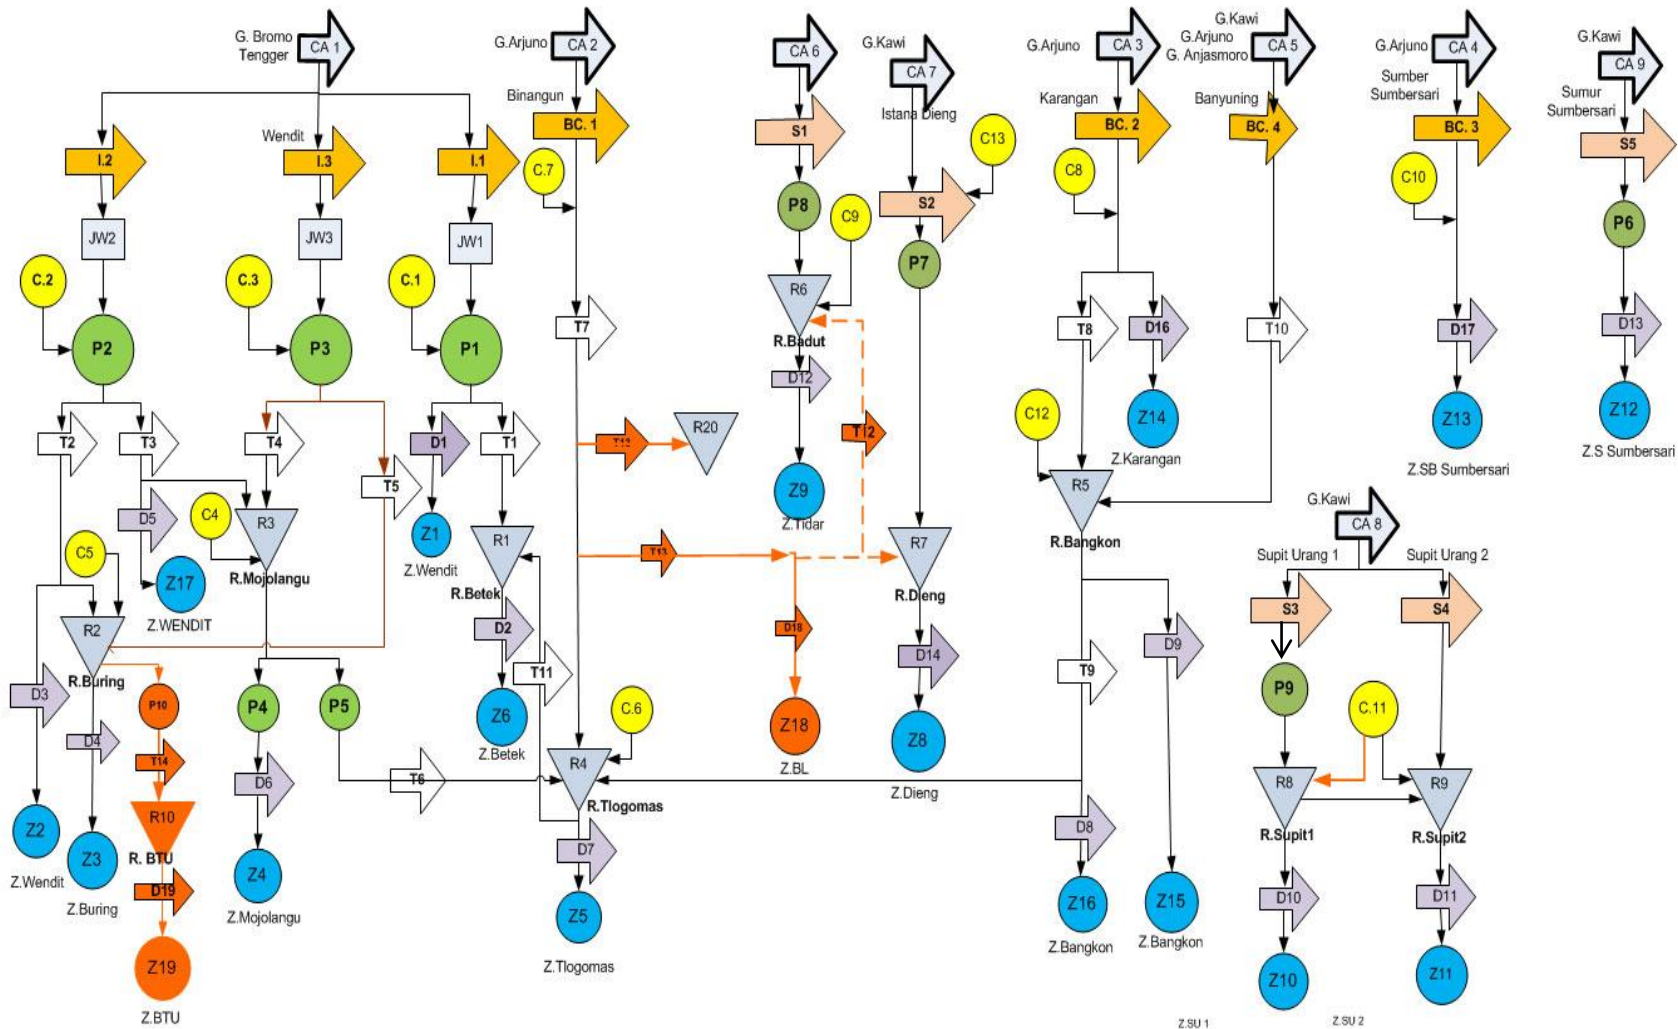 G. Bromo
Tengger
CA 1
G.Arjuno
CA 2
CA 6
G.Kawi
CA 7
G.Arjuno
CA 3
G.Kawi
G.Arjuno
G. Anjasmoro
CA 5
G.Arjuno
CA 4
G.Kawi
CA 9
Binangun
BC. 1
S1
Istana Dieng
C13
Karangan
BC. 2
Banyuning
BC. 4
Sumber
Sumbersari
BC. 3
Sumur
Sumbersari
S5
Wendit
I.2
I.3
I.1
C.7
P8
C9
S2
C8
C10
P6
JW2
JW3
JW1
P7
C.2
C.3
C.1
R6
R.Badut
P2
P3
P1
T7
T8
D16
T10
D17
D13
D12
Z14
Z.Karangan
Z13
Z.SB Sumbersari
Z12
Z.S Sumbersari
C12
T2
T3
T4
D1
T1
R20
T12
T5
Z9
Z.Tidar
R5
R.Bangkon
D5
C4
R3
R.Mojolangu
Z1
Z.Wendit
R1
R.Betek
R7
R.Dieng
G.Kawi
CA 8
Supit Urang 1
Supit Urang 2
C5
T13
Z17
Z.WENDIT
S3
S4
R2
R.Buring
D2
D18
D14
D9
T11
T9
D3
P10
P4
P5
P9
C.11
C.6
D4
Z6
Z.Betek
Z18
Z.BL
Z8
Z.Dieng
T14
D6
T6
R4
R.Tlogomas
R8
R.Supit1
R9
R.Supit2
Z2
Z.Wendit
R10
R. BTU
D8
Z3
Z.Buring
D7
Z4
Z.Mojolangu
D19
Z5
Z.Tlogomas
Z16
Z.Bangkon
Z15
Z.Bangkon
D10
D11
Z19
Z.BTU
Z10
Z11
Z.SU 1
Z.SU 2